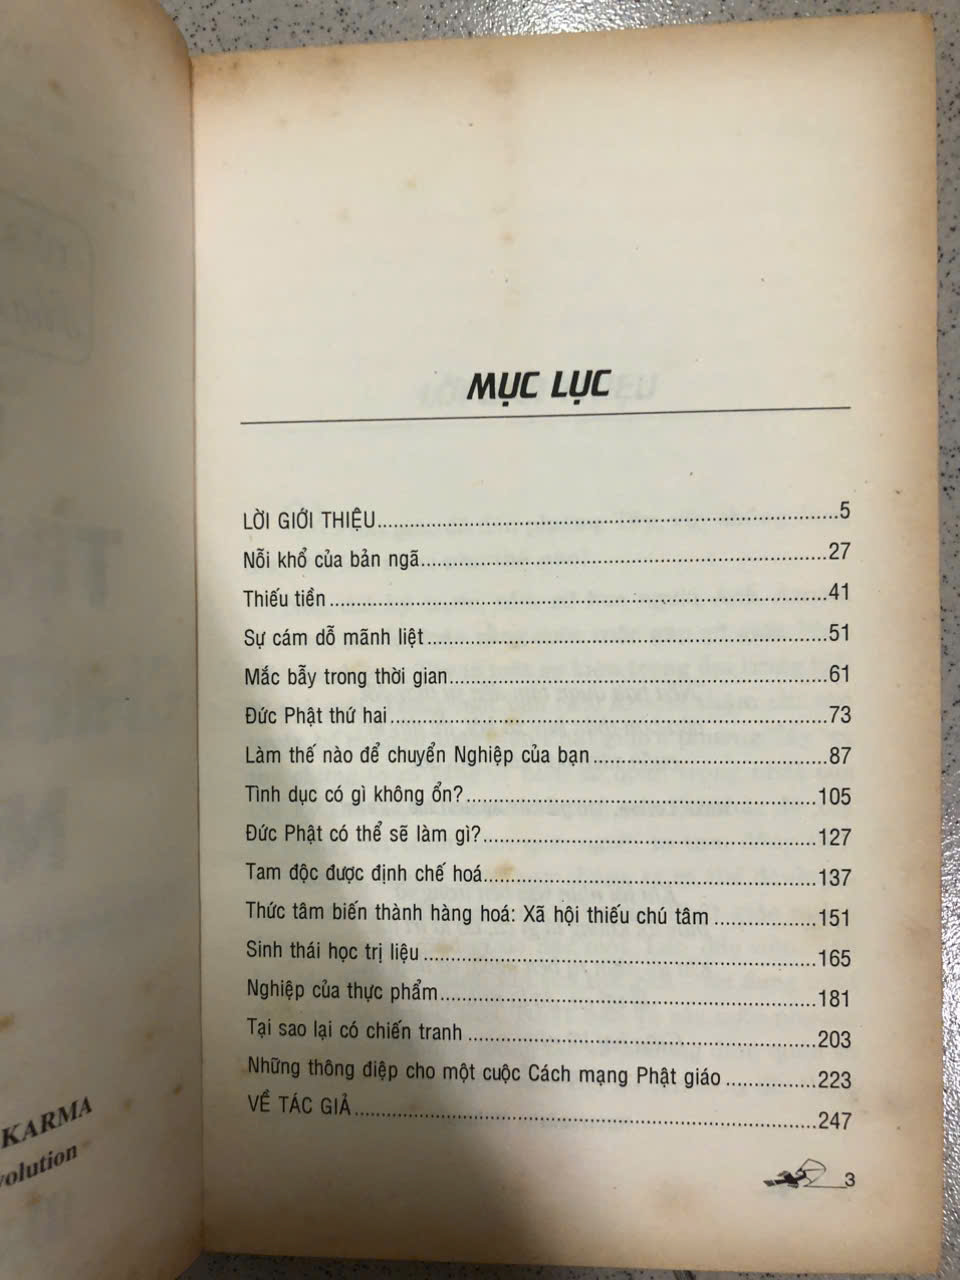 MỤC LỤC
LỜI GIỚI THIỆU.....5
Nỗi khổ của bản ngã.....27
Thiếu tiền.....41
Sự cám dỗ mãnh liệt.....51
Mắc bẫy trong thời gian.....61
Đức Phật thứ hai.....73
Làm thế nào để chuyển Nghiệp của bạn.....87
Tình dục có gì không ổn?.....105
Đức Phật có thể sẽ làm gì?.....127
Tam độc được định chế hoá.....137
Thức tâm biến thành hàng hoá: Xã hội thiếu chú tâm.....151
Sinh thái học trị liệu.....165
Nghiệp của thực phẩm.....181
Tại sao lại có chiến tranh.....203
Những thông điệp cho một cuộc Cách mạng Phật giáo.....223
VỀ TÁC GIẢ.....247
3
KARMA